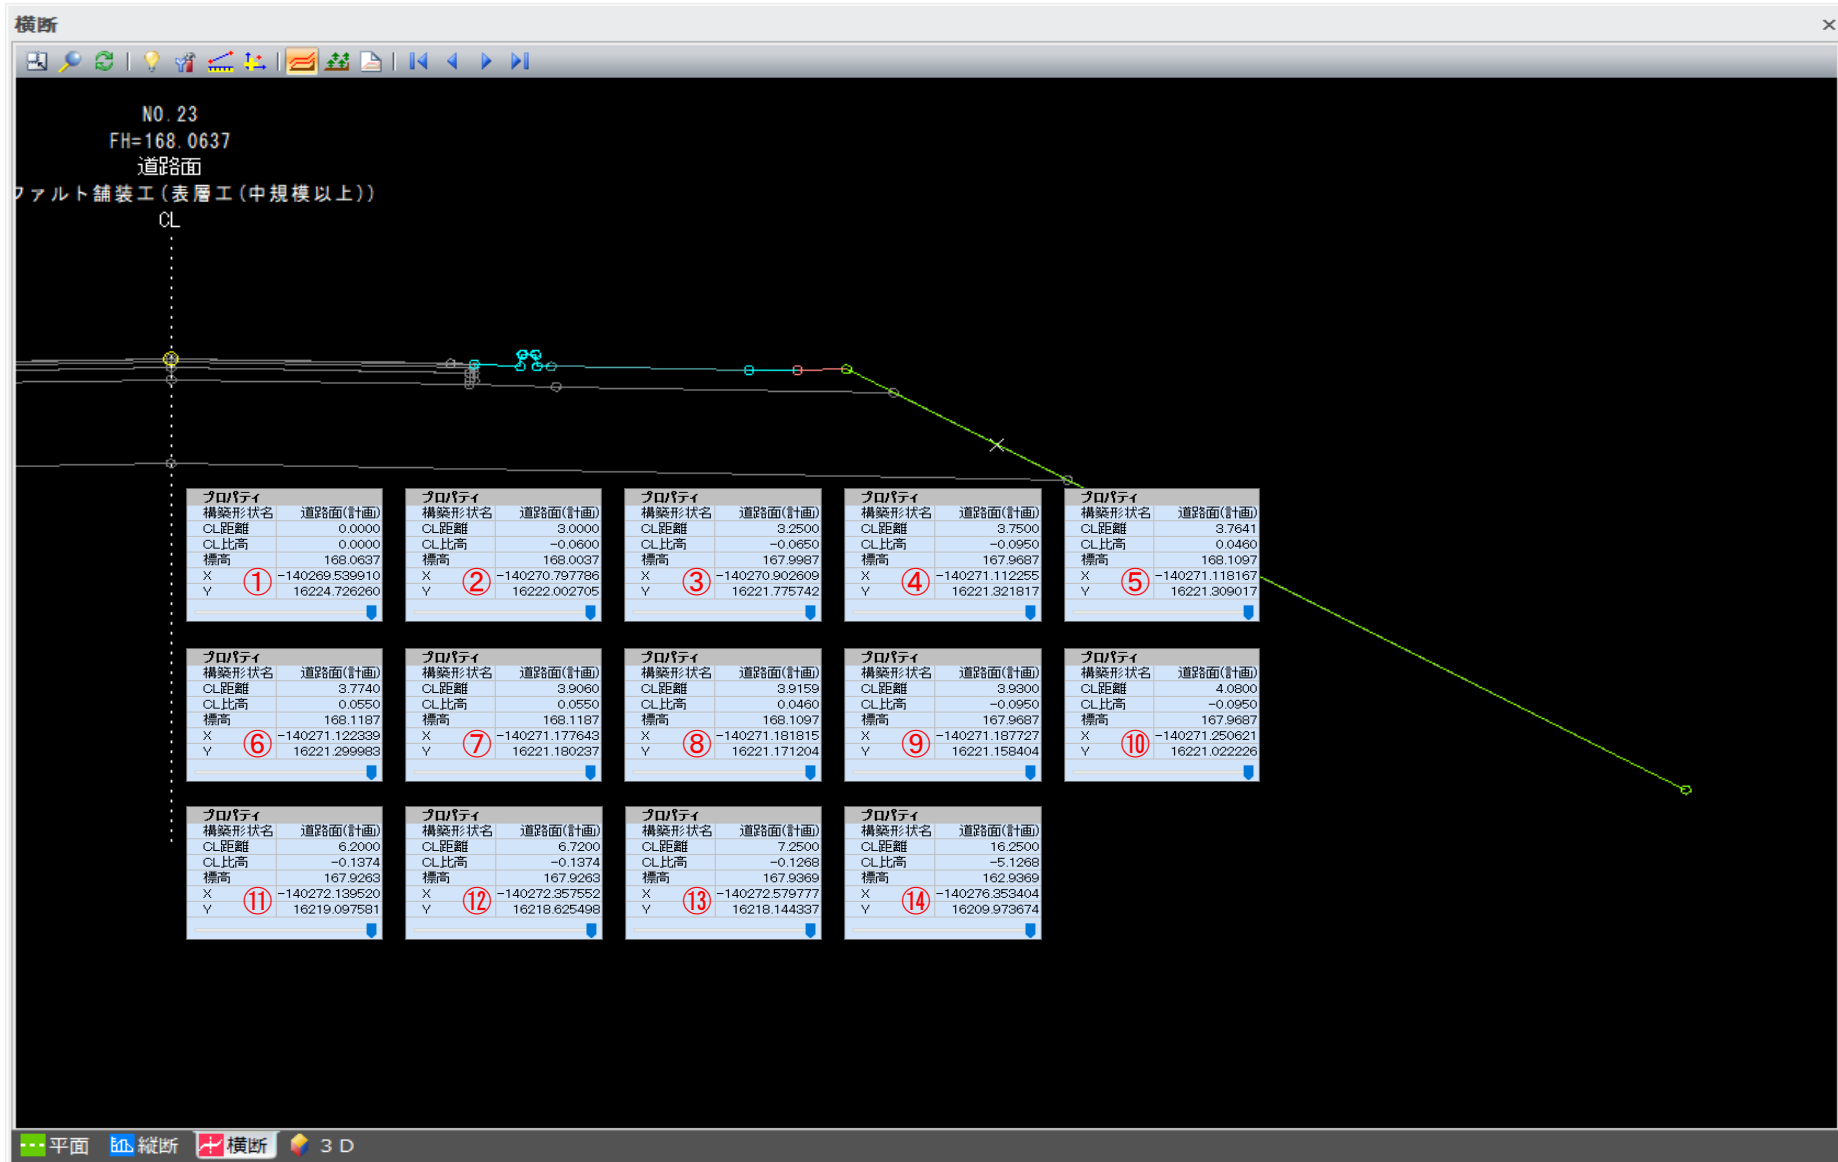 横断
NO.23
FH=168.0637
道路面
ファルト舗装工(表層工(中規模以上))
CL
プロパティ
構築形状名 道路面(計画)
CL距離 0.0000
CL比高 0.0000
標高 168.0637
X ① -140269.539910
Y 16224.726260
プロパティ
構築形状名 道路面(計画)
CL距離 3.0000
CL比高 -0.0600
標高 168.0037
X ② -140270.797786
Y 16222.002705
プロパティ
構築形状名 道路面(計画)
CL距離 3.2500
CL比高 -0.0650
標高 167.9987
X ③ -140270.902609
Y 16221.775742
プロパティ
構築形状名 道路面(計画)
CL距離 3.7500
CL比高 -0.0950
標高 167.9687
X ④ -140271.112255
Y 16221.321817
プロパティ
構築形状名 道路面(計画)
CL距離 3.7641
CL比高 0.0460
標高 168.1097
X ⑤ -140271.118167
Y 16221.309017
プロパティ
構築形状名 道路面(計画)
CL距離 3.7740
CL比高 0.0550
標高 168.1187
X ⑥ -140271.122339
Y 16221.299983
プロパティ
構築形状名 道路面(計画)
CL距離 3.9060
CL比高 0.0550
標高 168.1187
X ⑦ -140271.177643
Y 16221.180237
プロパティ
構築形状名 道路面(計画)
CL距離 3.9159
CL比高 0.0460
標高 168.1097
X ⑧ -140271.181815
Y 16221.171204
プロパティ
構築形状名 道路面(計画)
CL距離 3.9300
CL比高 -0.0950
標高 167.9687
X ⑨ -140271.187727
Y 16221.158404
プロパティ
構築形状名 道路面(計画)
CL距離 4.0800
CL比高 -0.0950
標高 167.9687
X ⑩ -140271.250621
Y 16221.022226
プロパティ
構築形状名 道路面(計画)
CL距離 6.2000
CL比高 -0.1374
標高 167.9263
X ⑪ -140272.139520
Y 16219.097581
プロパティ
構築形状名 道路面(計画)
CL距離 6.7200
CL比高 -0.1374
標高 167.9263
X ⑫ -140272.357552
Y 16218.625498
プロパティ
構築形状名 道路面(計画)
CL距離 7.2500
CL比高 -0.1268
標高 167.9369
X ⑬ -140272.579777
Y 16218.144337
プロパティ
構築形状名 道路面(計画)
CL距離 16.2500
CL比高 -5.1268
標高 162.9369
X ⑭ -140276.353404
Y 16209.973674
平面 縦断 横断 3D